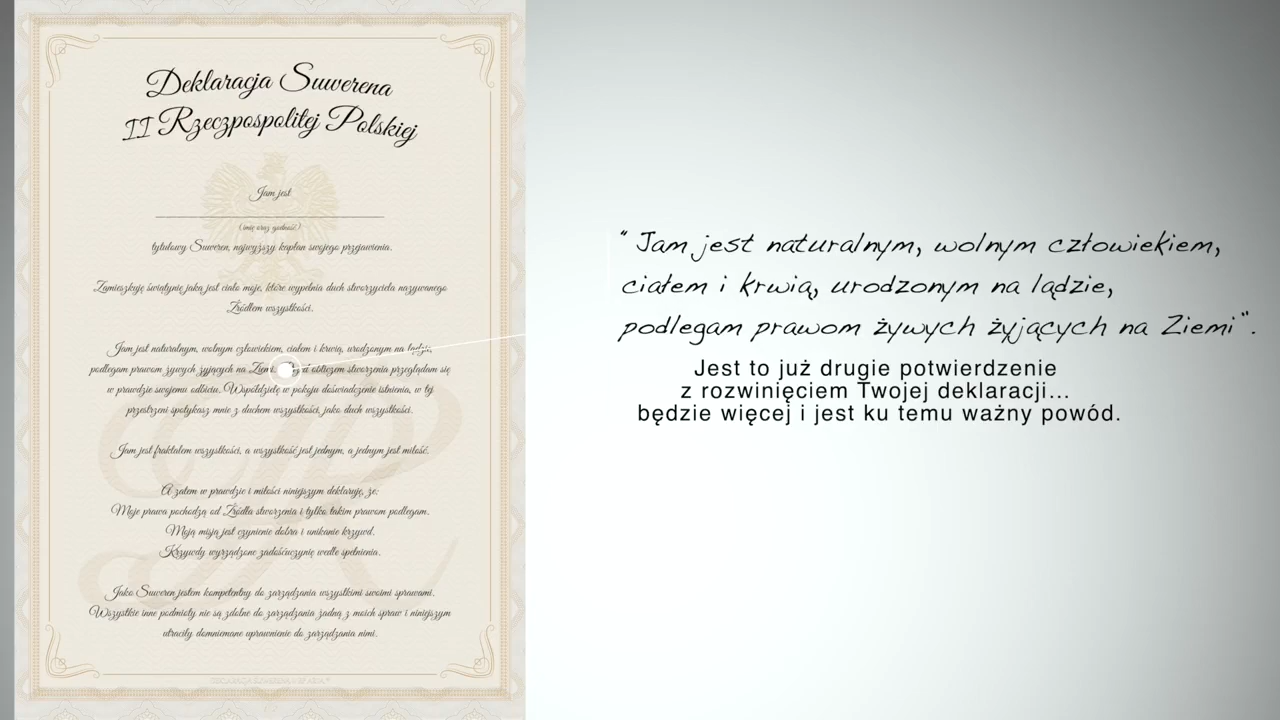 Deklaracja Suwerena
II Rzeczpospolitej Polskiej
Jam jest
(imię oraz godność)
tytułowy Suweren, najwyższy kapłan swojego przejawienia.
Zamieszkuję świątynię jaką jest ciało moje, które wypełnia duch stworzyciela nazywanego
Źródłem wszystkości.
Jam jest naturalnym, wolnym człowiekiem, ciałem i krwią, urodzonym na lądzie,
podlegam prawom żywych żyjących na Ziemi. obliczem stworzenia przeglądam się
w prawdzie swojemu odbiciu. Współdzielę w pokoju doświadczenie istnienia, w tej
przestrzeni spotykasz mnie z duchem wszystkości, jako duch wszystkości.
Jam jest fraktalem wszystkości, a wszystkość jest jednym, a jednym jest miłość.
A zatem w prawdzie i miłości niniejszym deklaruję, że:
Moje prawa pochodzą od Źródła stworzenia i tylko takim prawom podlegam.
Moją misją jest czynienie dobra i unikanie krzywd.
Krzywdy wyrządzone zadośćuczynię wedle spełnienia.
Jako Suweren jestem kompetentny do zarządzania wszystkimi swoimi sprawami.
Wszystkie inne podmioty nie są zdolne do zarządzania żadną z moich spraw i niniejszym
utraciły domniemane uprawnienie do zarządzania nimi.
“ Jam jest naturalnym, wolnym człowiekiem,
ciałem i krwią, urodzonym na lądzie,
podlegam prawom żywych żyjących na Ziemi “.
Jest to już drugie potwierdzenie
z rozwinięciem Twojej deklaracji...
będzie więcej i jest ku temu ważny powód.